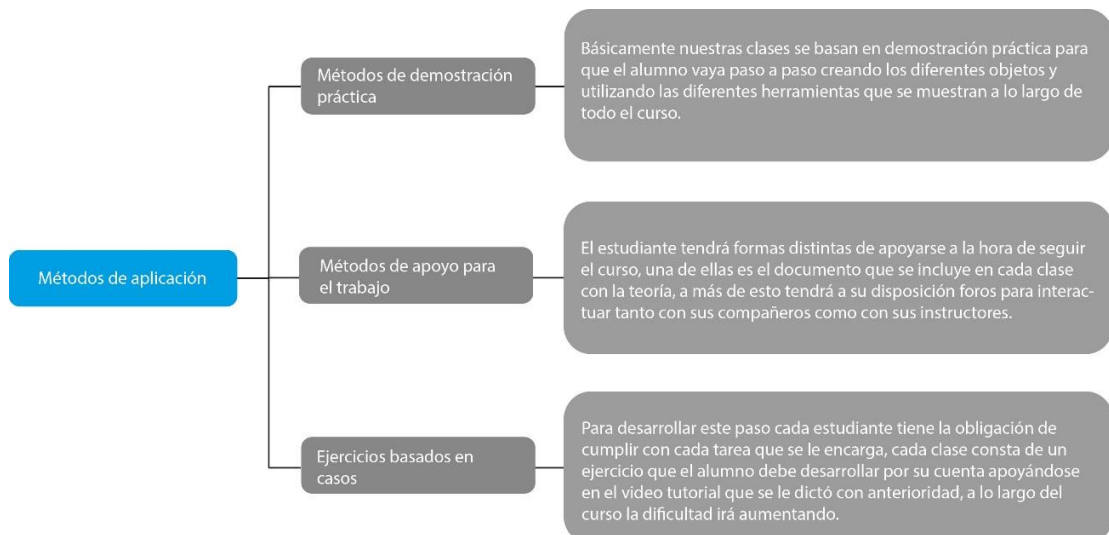 Métodos de aplicación
Métodos de demostración
práctica
Básicamente nuestras clases se basan en demostración práctica para
que el alumno vaya paso a paso creando los diferentes objetos y
utilizando las diferentes herramientas que se muestran a lo largo de
todo el curso.
Métodos de apoyo para
el trabajo
El estudiante tendrá formas distintas de apoyarse a la hora de seguir
el curso, una de ellas es el documento que se incluye en cada clase
con la teoría, a más de esto tendrá a su disposición foros para interac-
tuar tanto con sus compañeros como con sus instructores.
Ejercicios basados en
casos
Para desarrollar este paso cada estudiante tiene la obligación de
cumplir con cada tarea que se le encarga, cada clase consta de un
ejercicio que el alumno debe desarrollar por su cuenta apoyándose
en el video tutorial que se le dictó con anterioridad, a lo largo del
curso la dificultad irá aumentando.